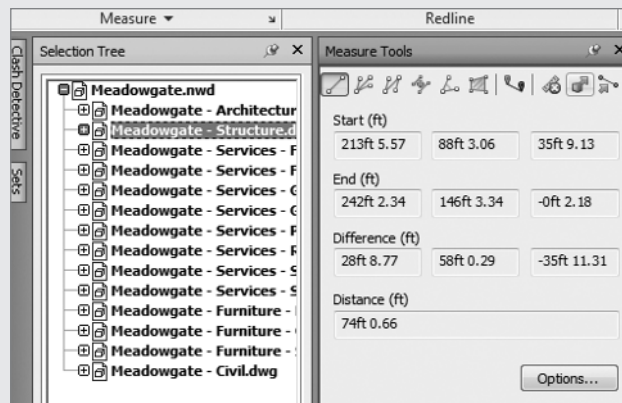 Measure
Redline
Clash Detective
Sets
Selection Tree
Meadowgate.nwd
Meadowgate - Architectur
Meadowgate - Structure.d
Meadowgate - Services - F
Meadowgate - Services - F
Meadowgate - Services - G
Meadowgate - Services - G
Meadowgate - Services - P
Meadowgate - Services - R
Meadowgate - Services - S
Meadowgate - Services - S
Meadowgate - Furniture -
Meadowgate - Furniture -
Meadowgate - Furniture -
Meadowgate - Civil.dwg
Measure Tools
Start (ft)
213ft 5.57 88ft 3.06 35ft 9.13
End (ft)
242ft 2.34 146ft 3.34 -0ft 2.18
Difference (ft)
28ft 8.77 58ft 0.29 -35ft 11.31
Distance (ft)
74ft 0.66
Options...